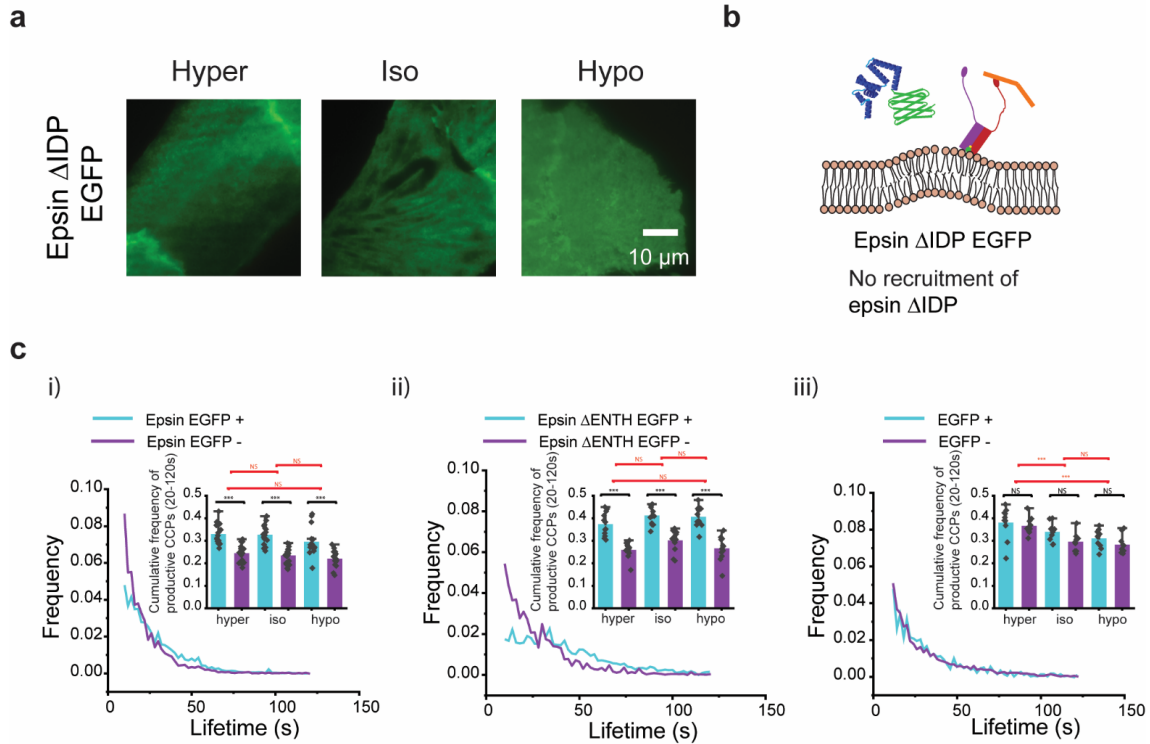 a
Hyper
Iso
Hypo
Epsin ΔIDP
EGFP
10 µm
b
Epsin ΔIDP EGFP
No recruitment of
epsin ΔIDP
c
i)
Epsin EGFP +
Epsin EGFP -
Frequency
0.10
0.08
0.06
0.04
0.02
0.00
0
50
100
150
Lifetime (s)
Cumulative frequency of
productive CCPs (20-120s)
0.5
0.4
0.3
0.2
0.1
0.0
NS
NS
NS
***
***
***
hyper
iso
hypo
ii)
Epsin ΔENTH EGFP +
Epsin ΔENTH EGFP -
Frequency
0.10
0.08
0.06
0.04
0.02
0.00
0
50
100
150
Lifetime (s)
Cumulative frequency of
productive CCPs (20-120s)
0.5
0.4
0.3
0.2
0.1
0.0
NS
NS
NS
***
***
***
hyper
iso
hypo
iii)
EGFP +
EGFP -
Frequency
0.10
0.08
0.06
0.04
0.02
0.00
0
50
100
150
Lifetime (s)
Cumulative frequency of
productive CCPs (20-120s)
0.5
0.4
0.3
0.2
0.1
0.0
***
NS
***
NS
NS
NS
hyper
iso
hypo